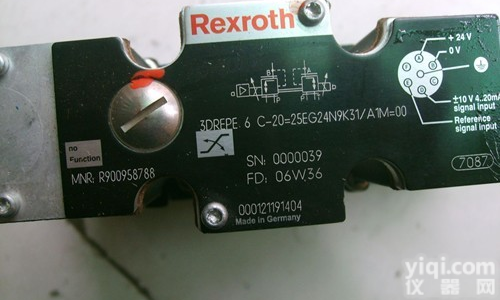 Rexroth
+ 24 V
0 V
±10 V 4..20mA
signal input
Reference
signal input
3DREPE 6 C-20=25EG24N9K31/A1M=00
no
Function
MNR: R900958788
SN: 0000039
FD: 06W36
7087
000121191404
Made in Germany
yiqi.com
仪器网